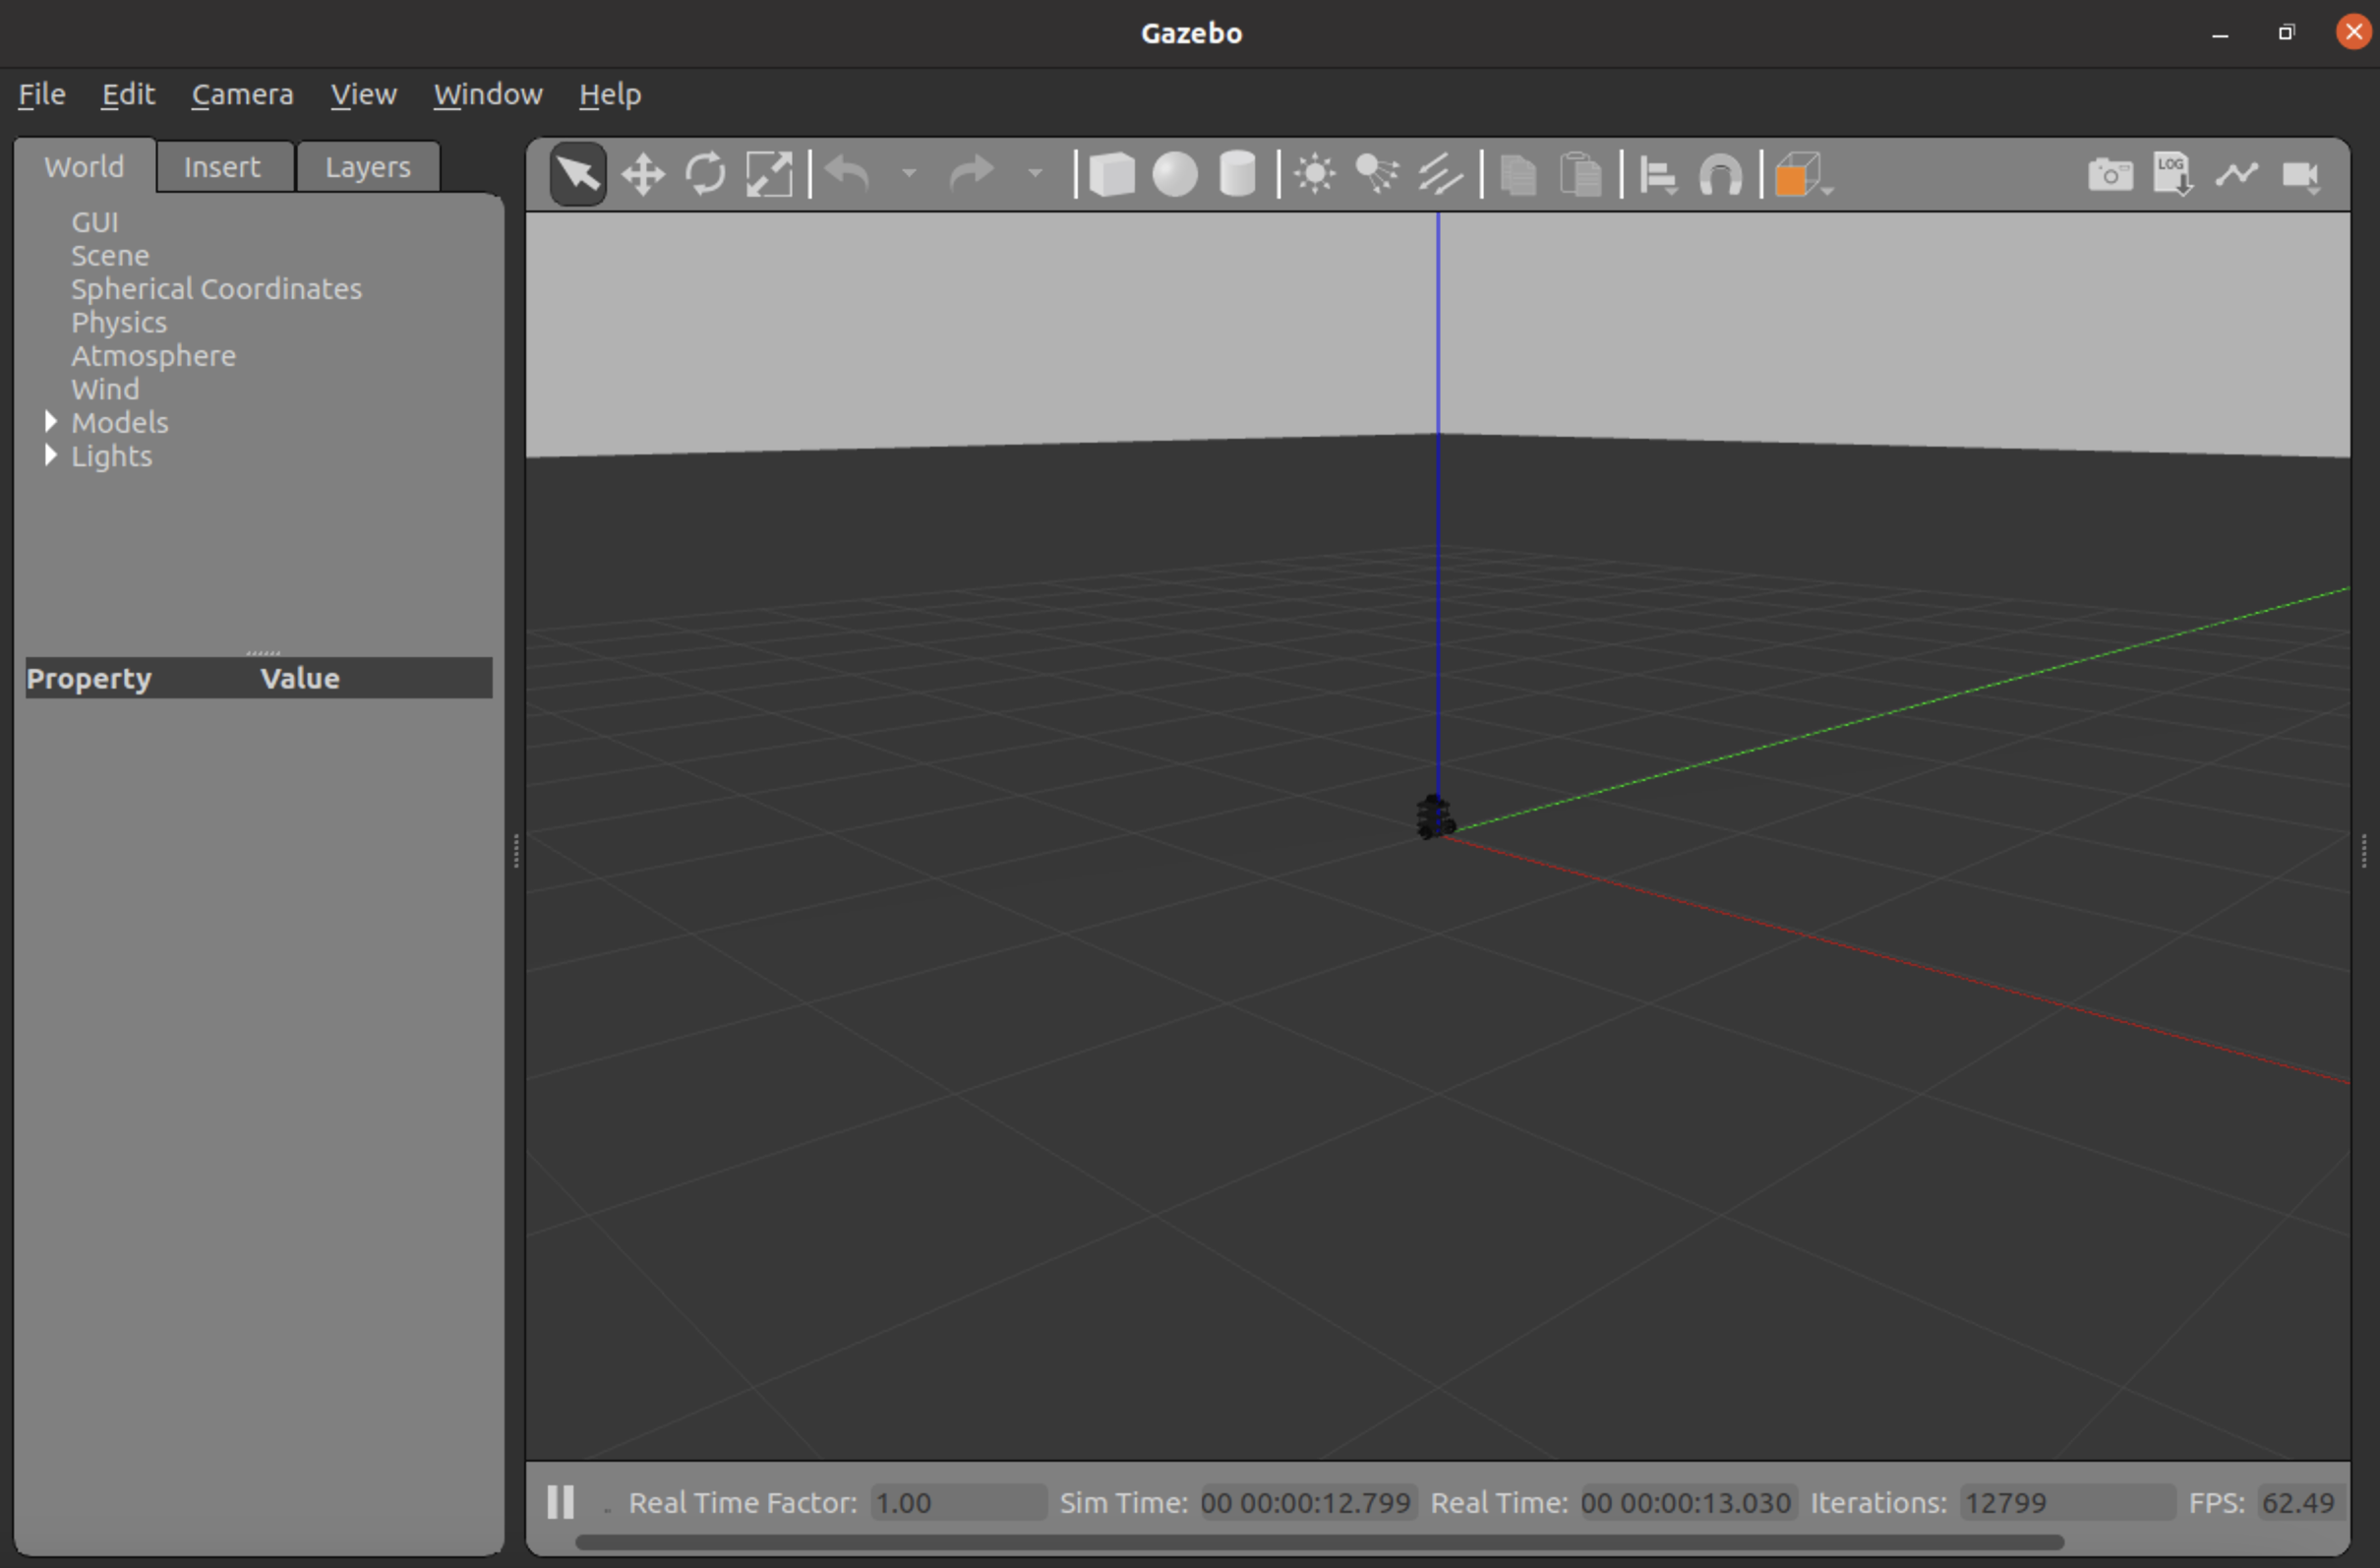 Gazebo
File Edit Camera View Window Help
World Insert Layers
LOG
GUI
Scene
Spherical Coordinates
Physics
Atmosphere
Wind
Models
Lights
Property Value
Real Time Factor: 1.00 Sim Time: 00 00:00:12.799 Real Time: 00 00:00:13.030 Iterations: 12799 FPS: 62.49